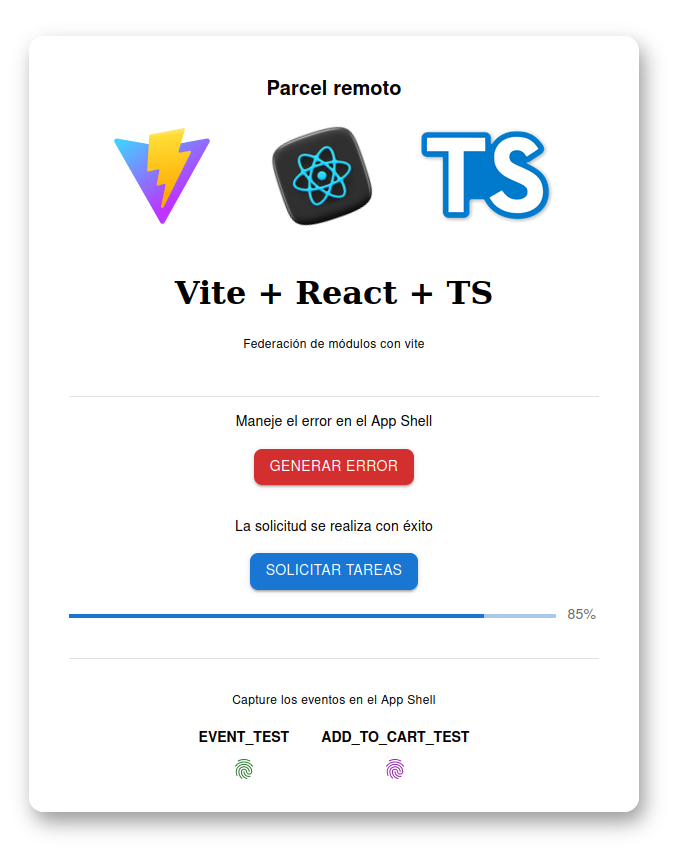 Parcel remoto
TS
Vite + React + TS
Federación de módulos con vite
Maneje el error en el App Shell
GENERAR ERROR
La solicitud se realiza con éxito
SOLICITAR TAREAS
85%
Capture los eventos en el App Shell
EVENT_TEST ADD_TO_CART_TEST